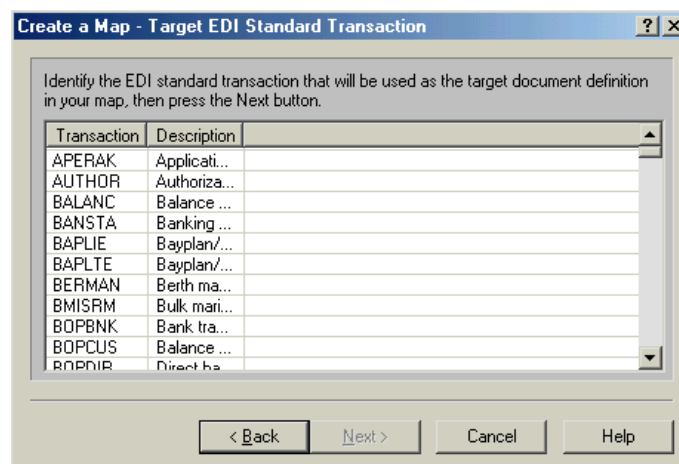 Create a Map - Target EDI Standard Transaction
Identify the EDI standard transaction that will be used as the target document definition
in your map, then press the Next button.
Transaction Description
APERAK Applicati...
AUTHOR Authoriza...
BALANC Balance ...
BANSTA Banking ...
BAPLIE Bayplan/...
BAPLTE Bayplan/...
BERMAN Berth ma...
BMISRM Bulk mari...
BOPBNK Bank tra...
BOPCUS Balance ...
BOPDIR Direct ba...
< Back Next > Cancel Help